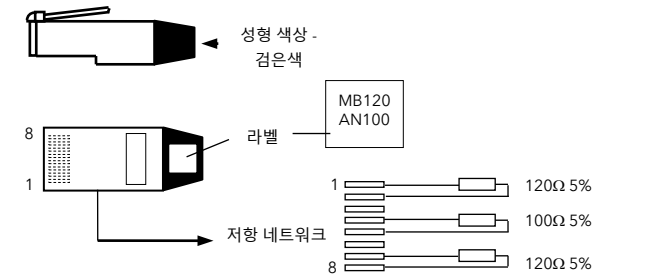 성형 색상 -
검은색
MB120
AN100
8
라벨
1
1
120Ω 5%
100Ω 5%
저항 네트워크
8
120Ω 5%